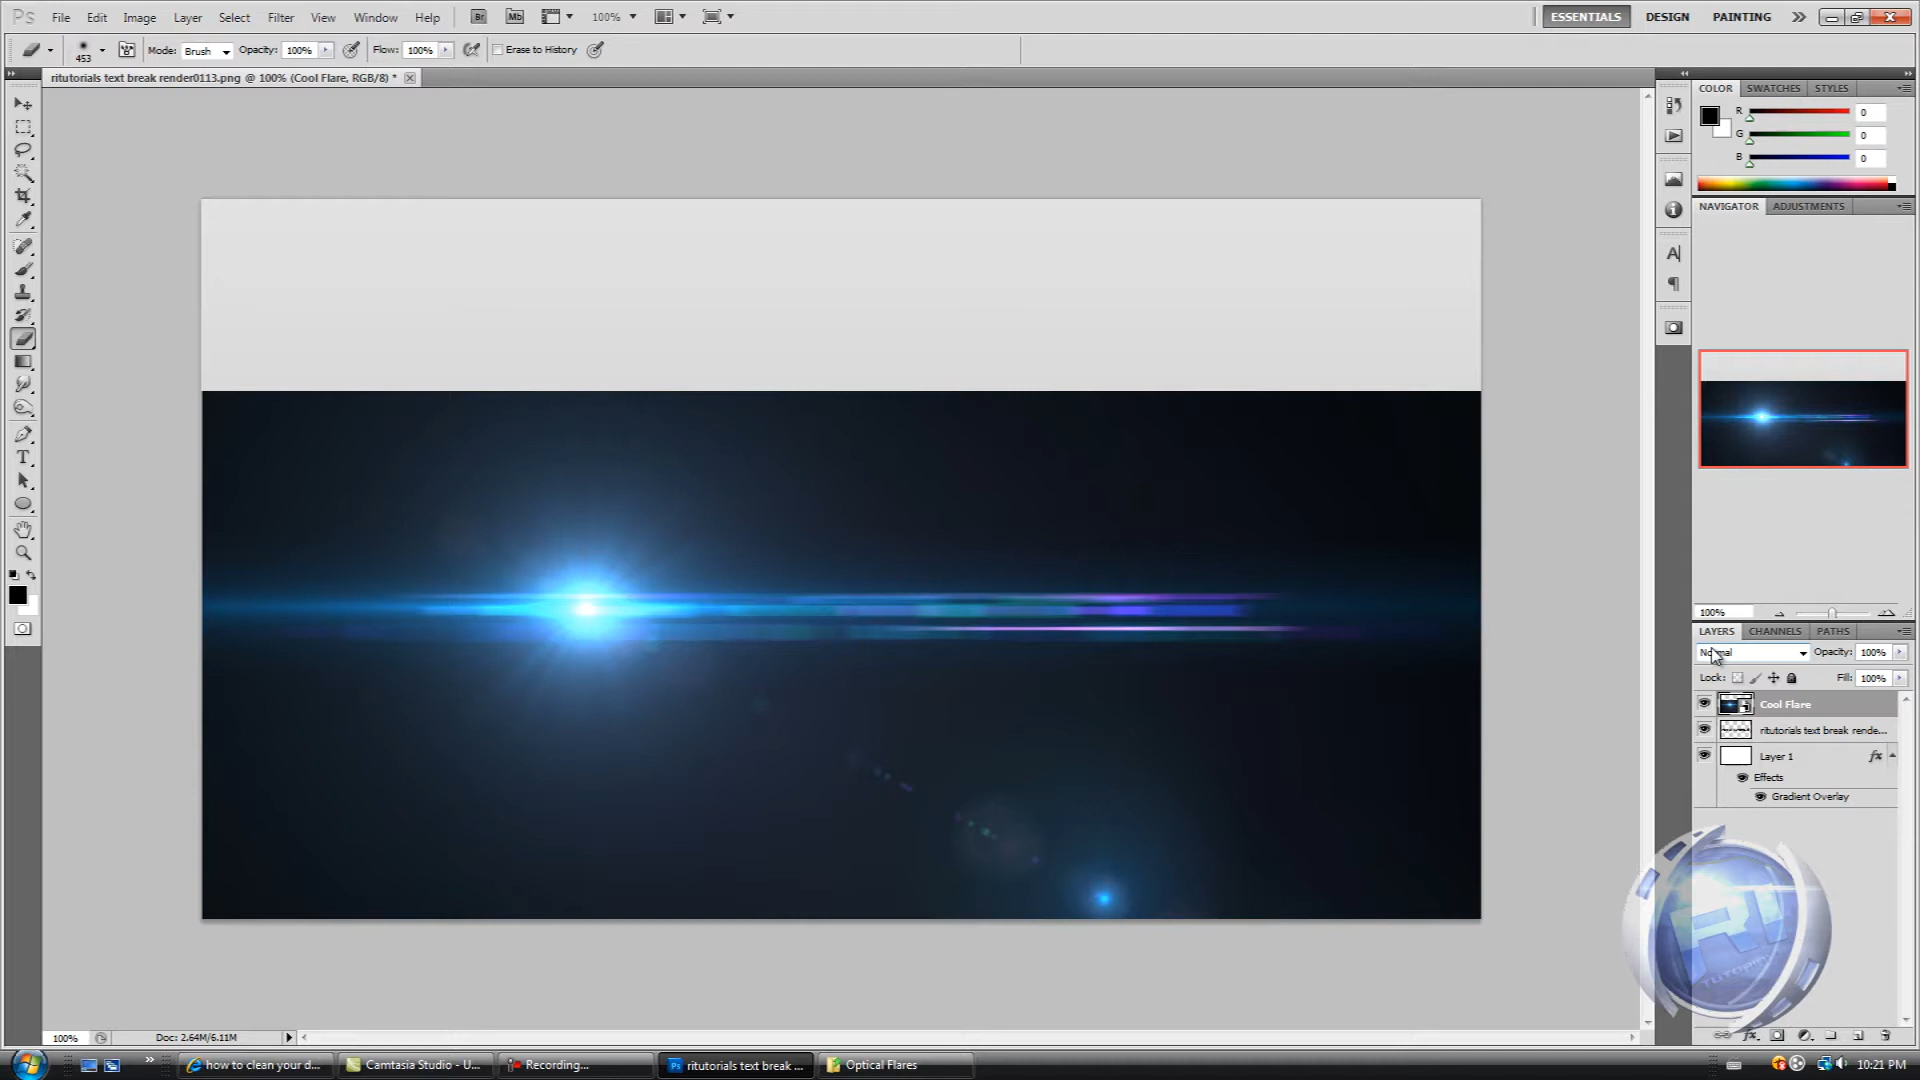 Ps File Edit Image Layer Select Filter View Window Help Br Mb 100% ESSENTIALS DESIGN PAINTING
453 Mode: Brush Opacity: 100% Flow: 100% Erase to History
ritutorials text break render0113.png @ 100% (Cool Flare, RGB/8) *
COLOR SWATCHES STYLES
R 0
G 0
B 0
NAVIGATOR ADJUSTMENTS
A
T
100%
LAYERS CHANNELS PATHS
Normal Opacity: 100%
Lock: Fill: 100%
Cool Flare
ritutorials text break rende...
Layer 1 fx
Effects
Gradient Overlay
RI
100% Doc: 2.64M/6.11M
how to clean your d... Camtasia Studio - U... Recording... Ps ritutorials text break ... Optical Flares 10:21 PM